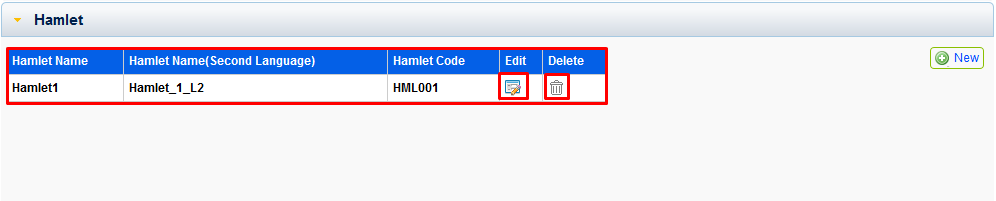 Hamlet
New
Hamlet Name Hamlet Name(Second Language) Hamlet Code Edit Delete
Hamlet1 Hamlet_1_L2 HML001